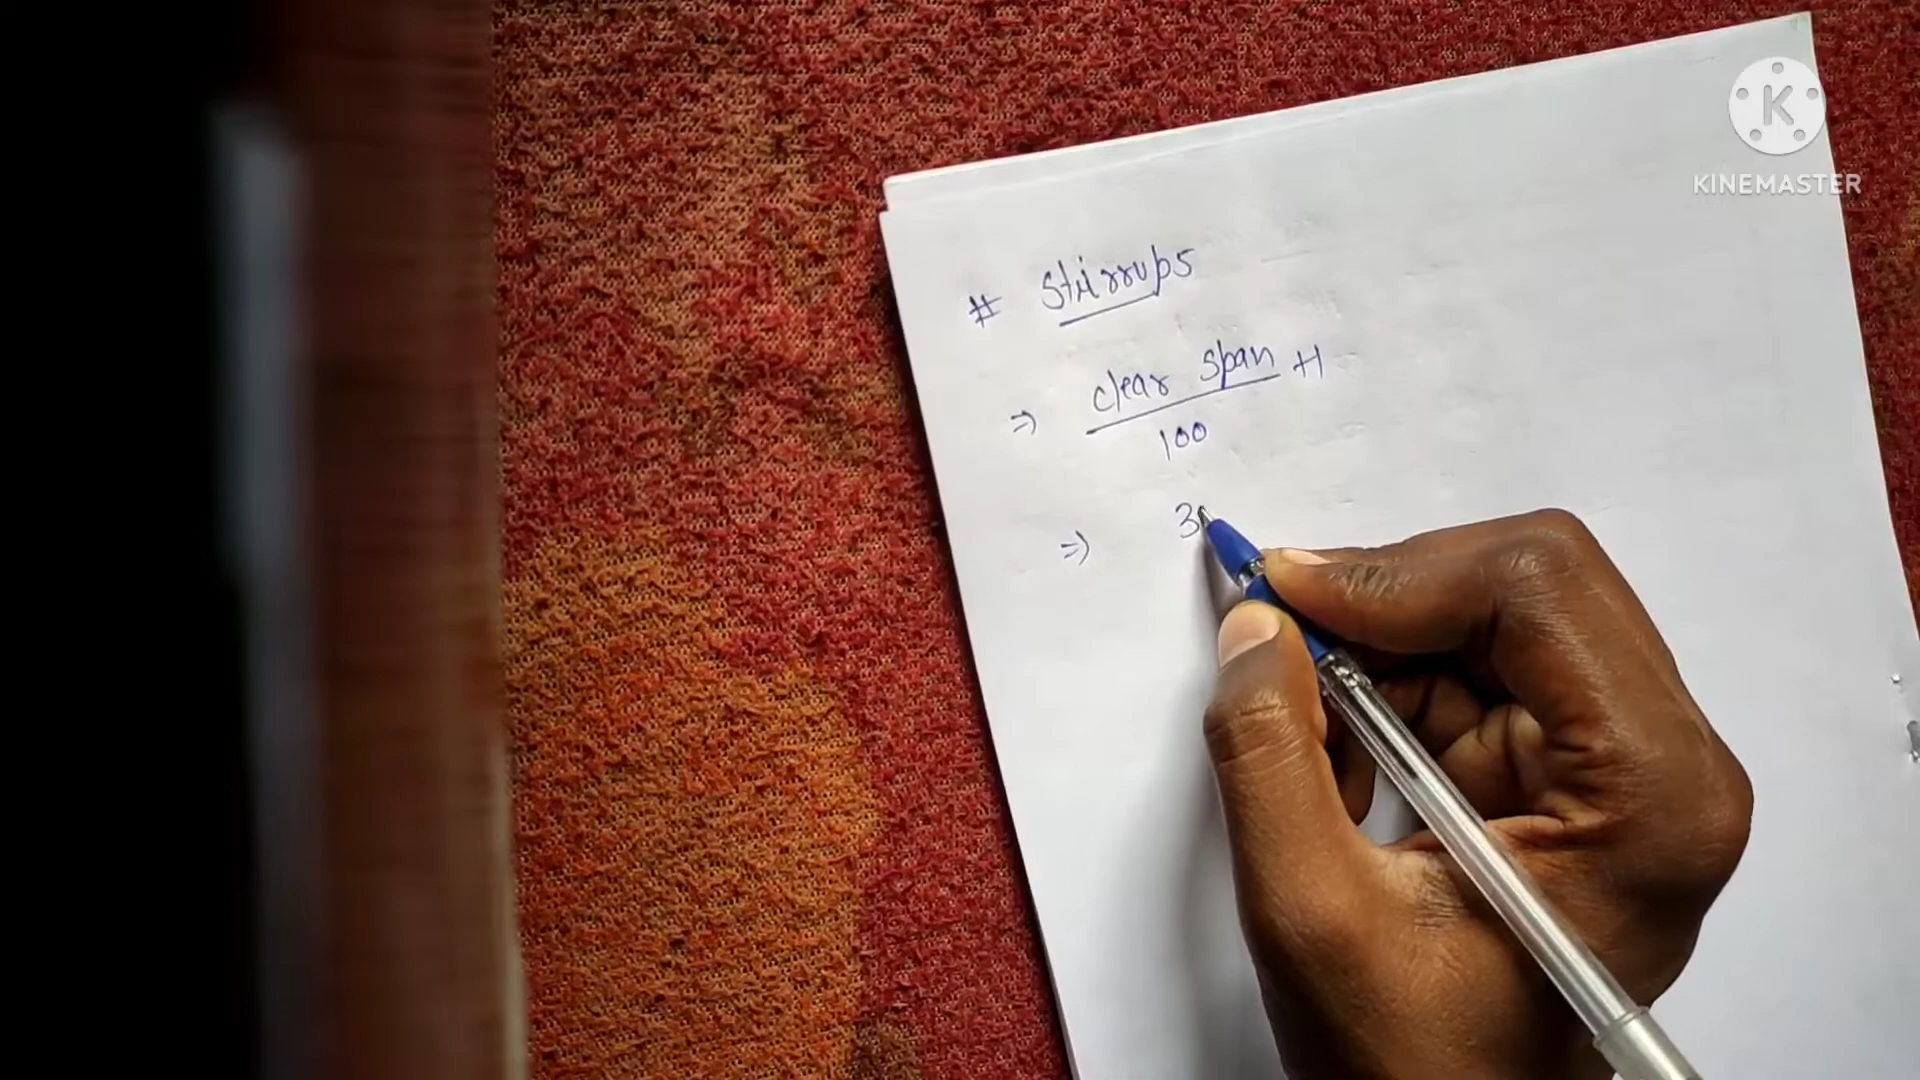 # Stirrups
=> clear span +1
100
=> 3
K
KINEMASTER